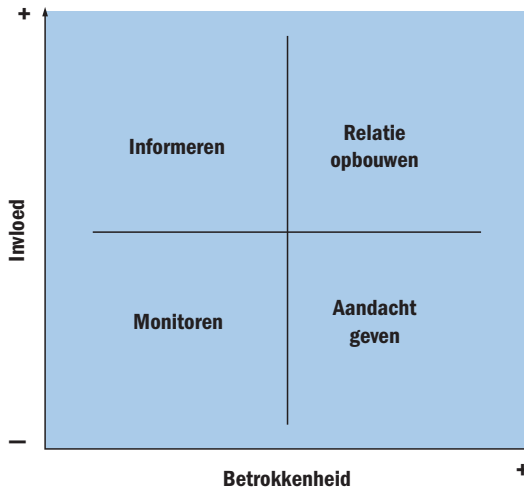 +
Informeren
Relatie
opbouwen
Invloed
Monitoren
Aandacht
geven
–
Betrokkenheid
+